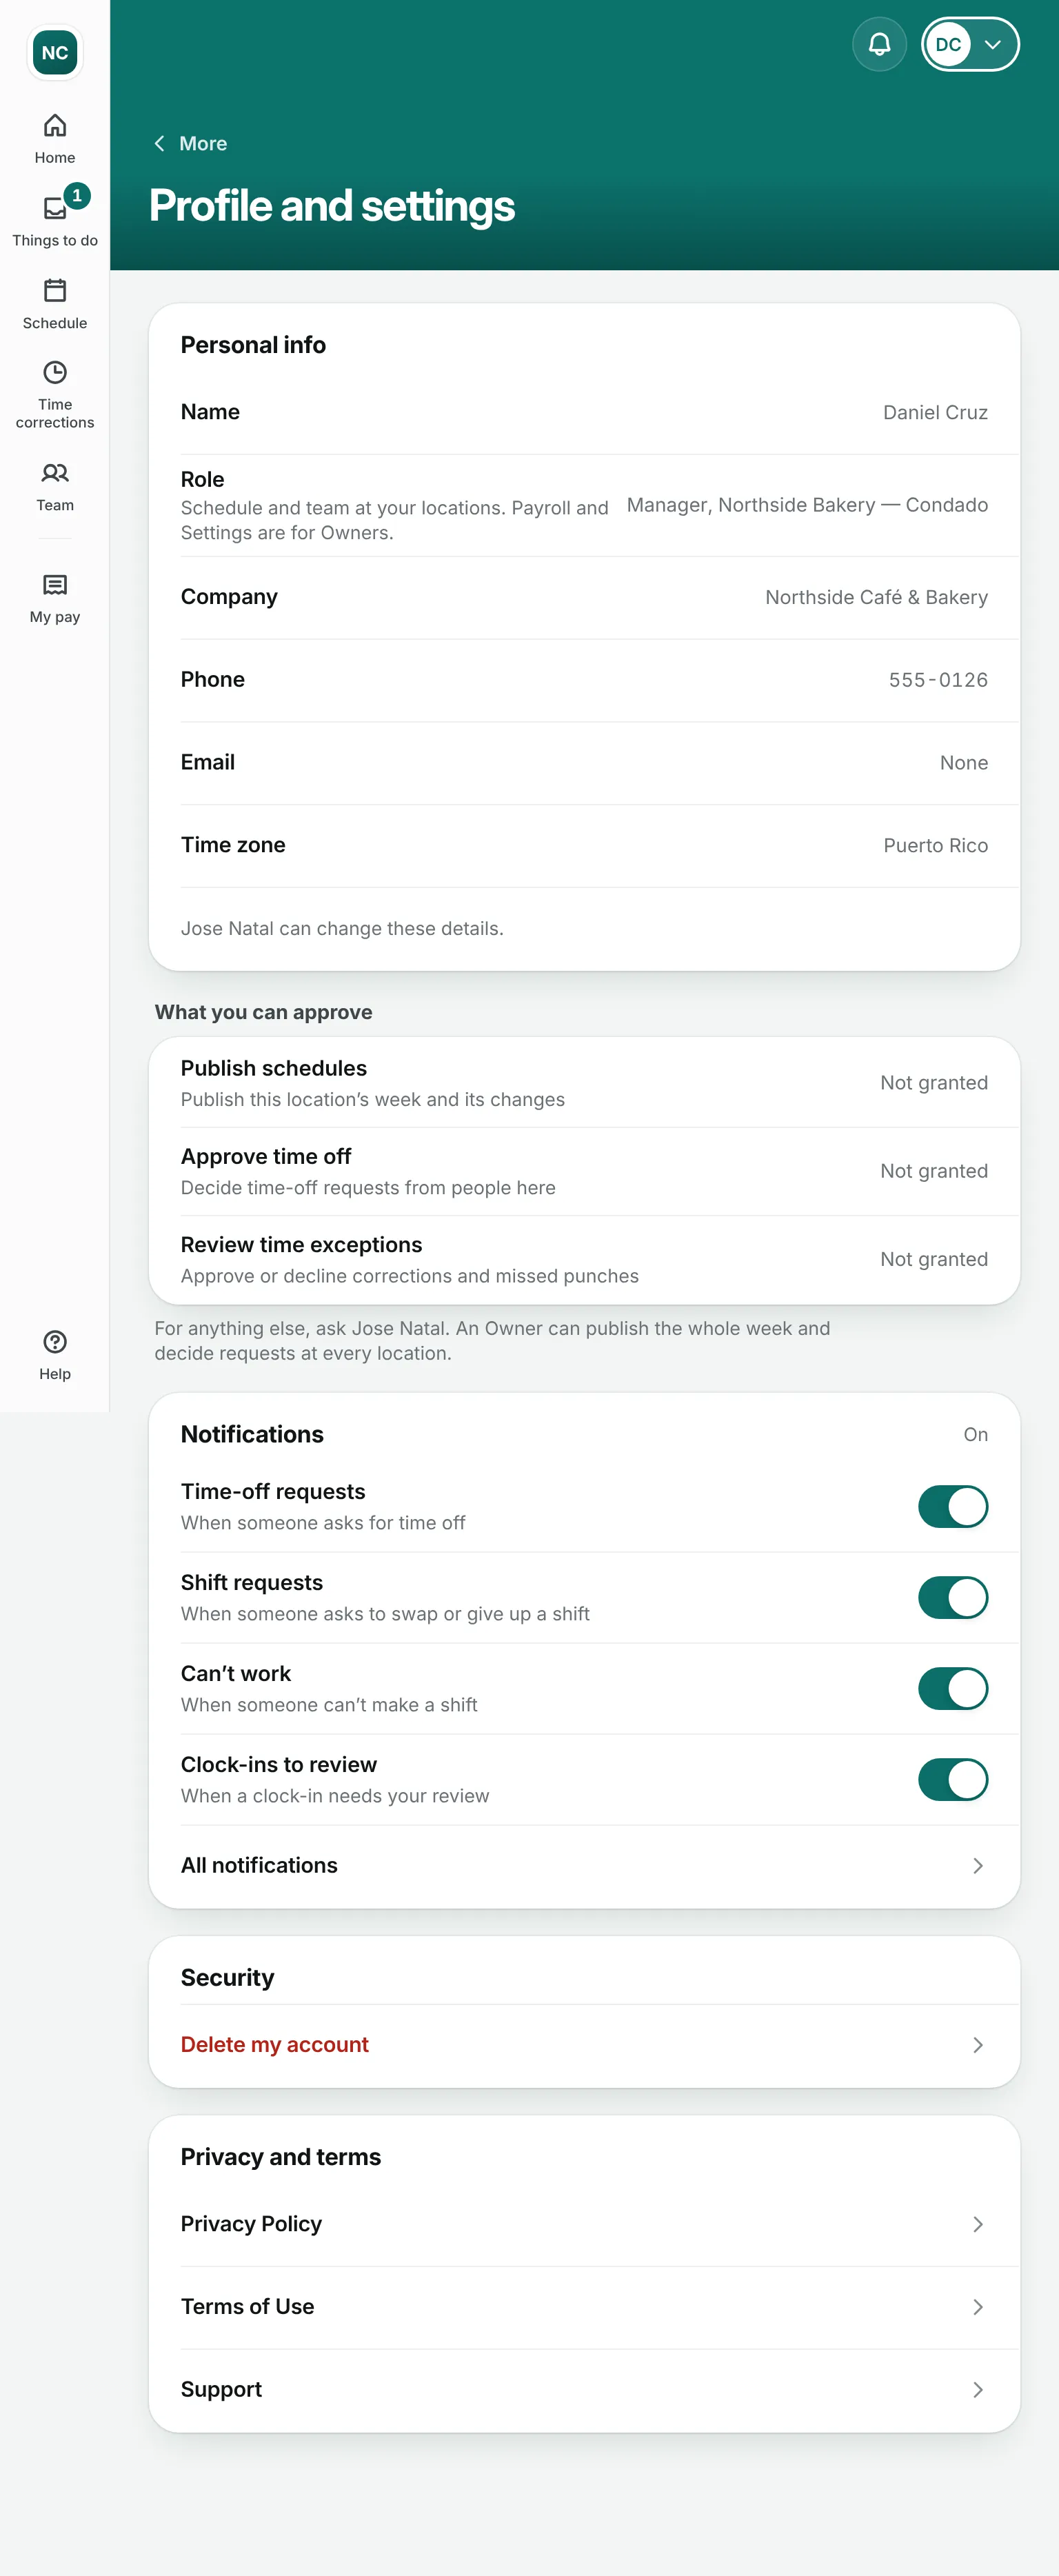 NC
Home
1
Things to do
Schedule
Time
corrections
Team
My pay
Help
DC
More
Profile and settings
Personal info
Name
Daniel Cruz
Role
Schedule and team at your locations. Payroll and
Settings are for Owners.
Manager, Northside Bakery — Condado
Company
Northside Café & Bakery
Phone
555-0126
Email
None
Time zone
Puerto Rico
Jose Natal can change these details.
What you can approve
Publish schedules
Publish this location’s week and its changes
Not granted
Approve time off
Decide time-off requests from people here
Not granted
Review time exceptions
Approve or decline corrections and missed punches
Not granted
For anything else, ask Jose Natal. An Owner can publish the whole week and
decide requests at every location.
Notifications
On
Time-off requests
When someone asks for time off
Shift requests
When someone asks to swap or give up a shift
Can’t work
When someone can’t make a shift
Clock-ins to review
When a clock-in needs your review
All notifications
Security
Delete my account
Privacy and terms
Privacy Policy
Terms of Use
Support